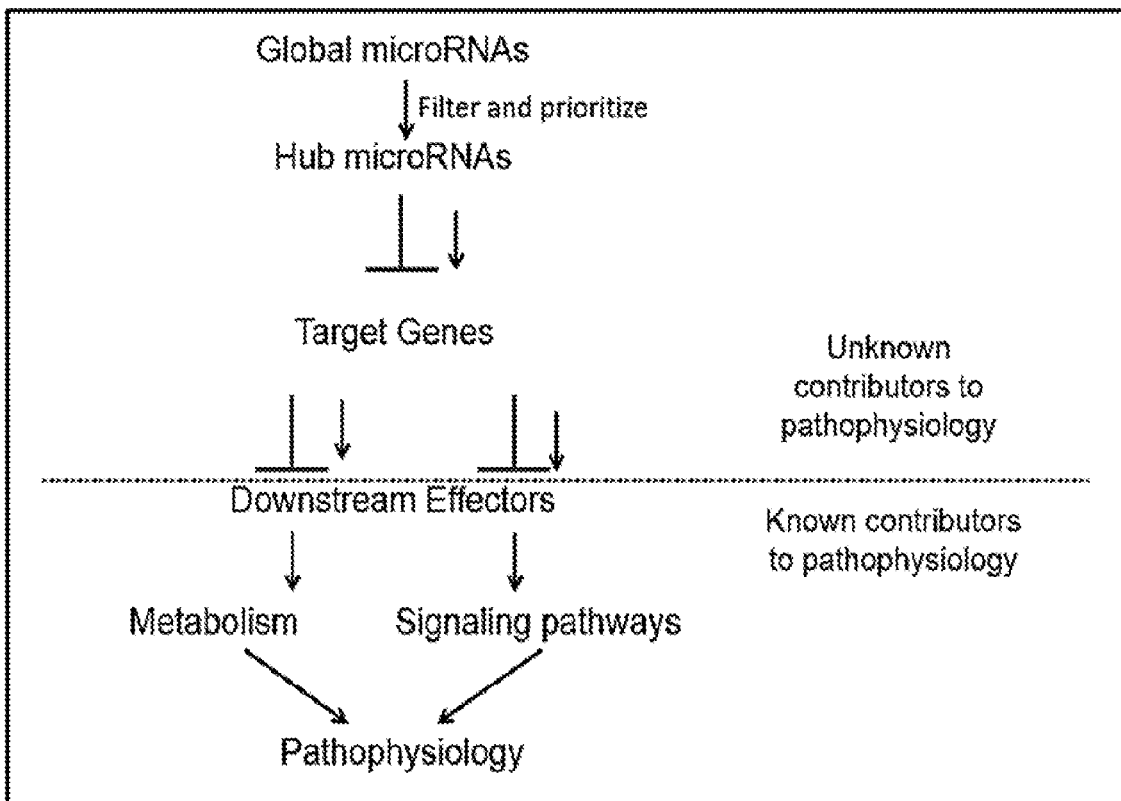 Global microRNAs
Filter and prioritize
Hub microRNAs
Target Genes
Unknown
contributors to
pathophysiology
Downstream Effectors
Known contributors
to pathophysiology
Metabolism
Signaling pathways
Pathophysiology